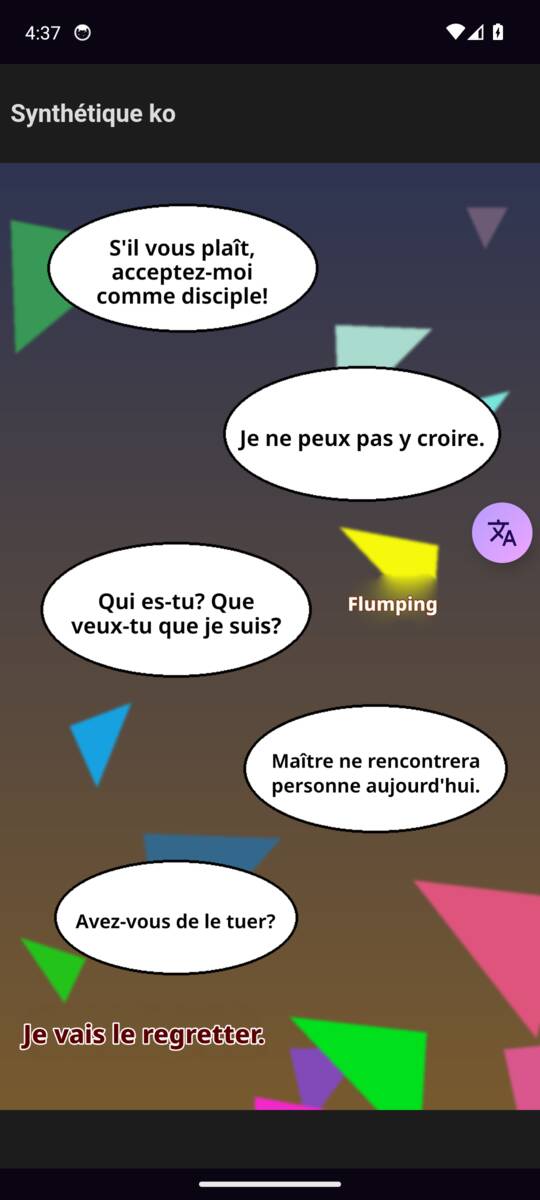 4:37
Synthétique ko
S'il vous plaît,
acceptez-moi
comme disciple!
Je ne peux pas y croire.
Qui es-tu? Que
veux-tu que je suis?
Flumping
Maître ne rencontrera
personne aujourd'hui.
Avez-vous de le tuer?
Je vais le regretter.